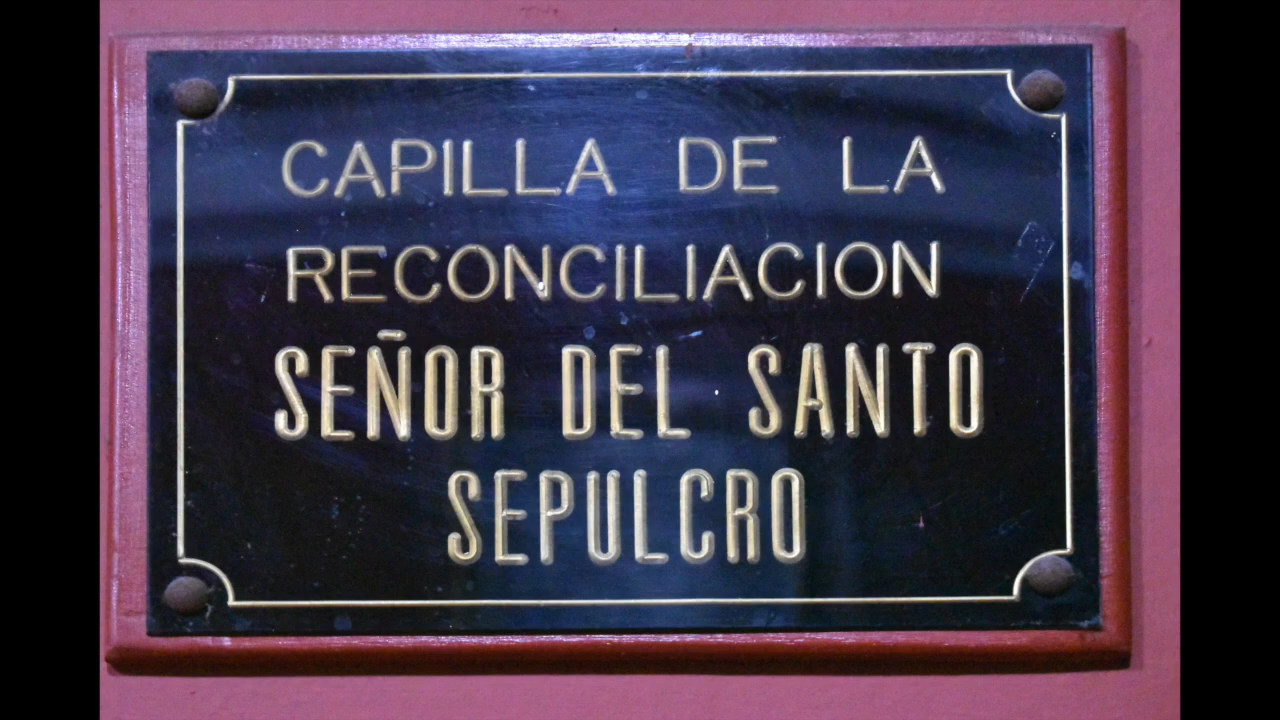 CAPILLA DE LA
RECONCILIACION
SEÑOR DEL SANTO
SEPULCRO